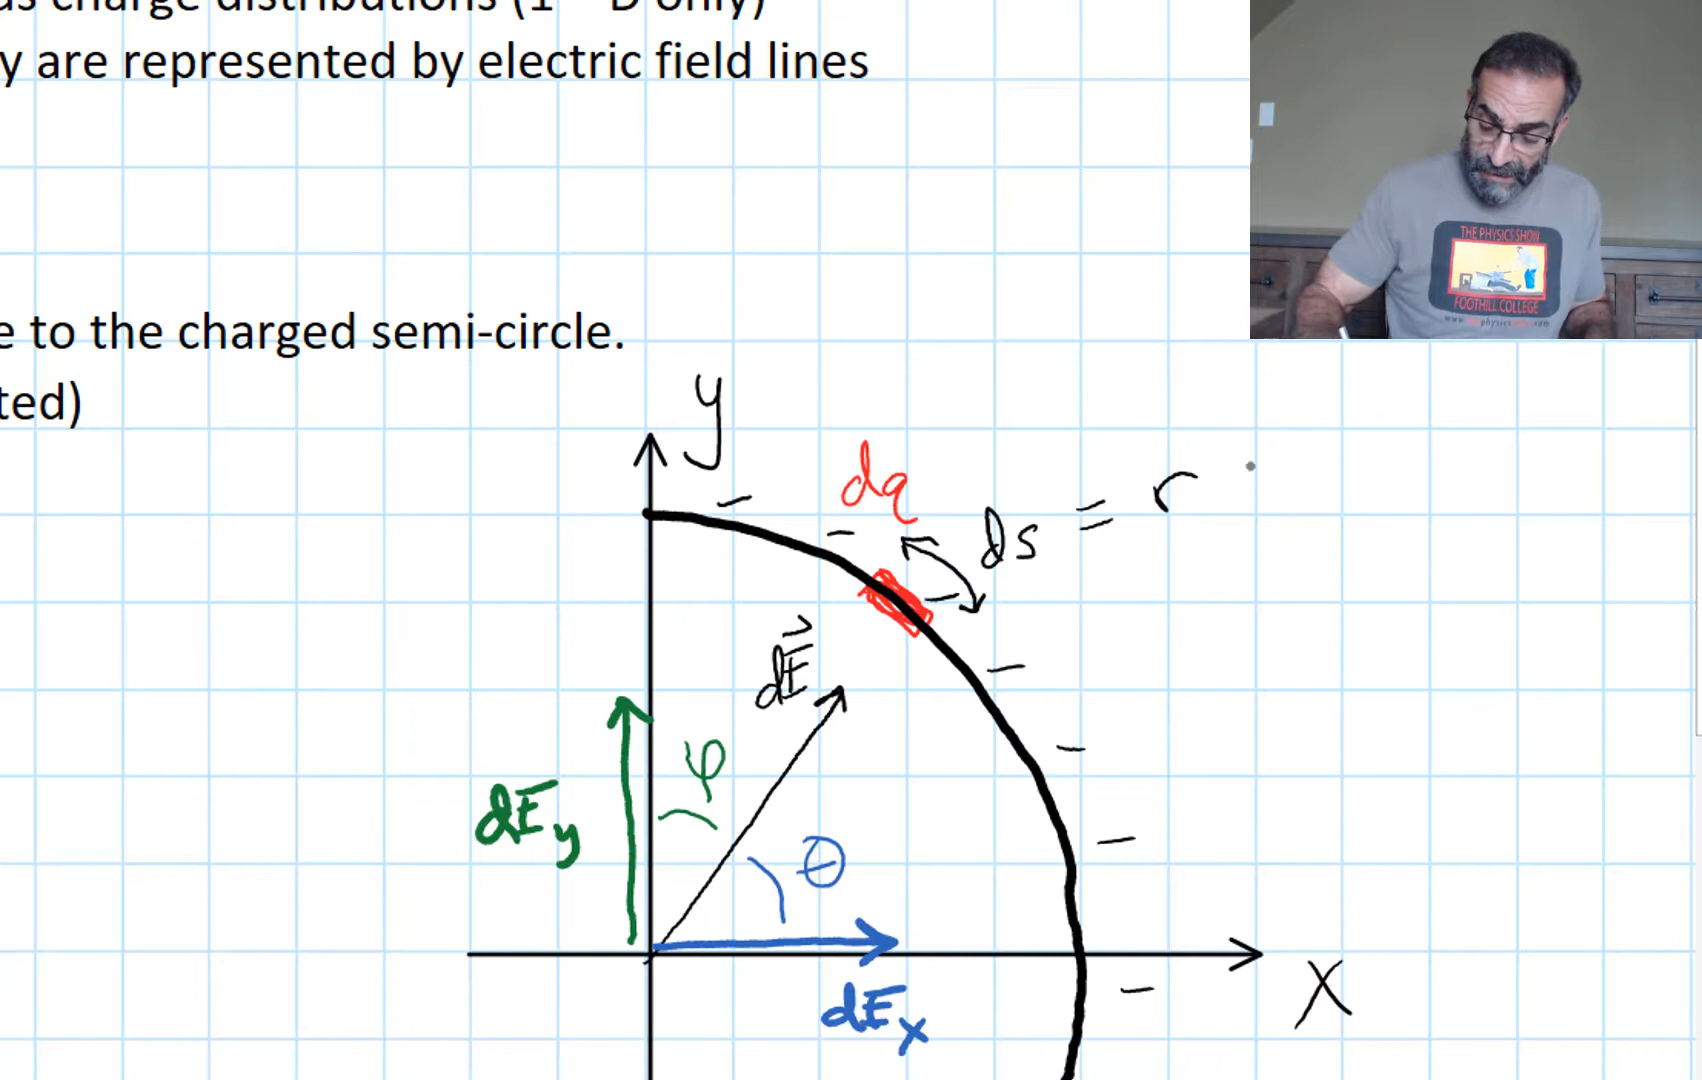 y are represented by electric field lines
e to the charged semi-circle.
ted)
THE PHYSICS SHOW
FOOTHILL COLLEGE
y
dq
ds = r
dE
φ
dEy
θ
dEx
X